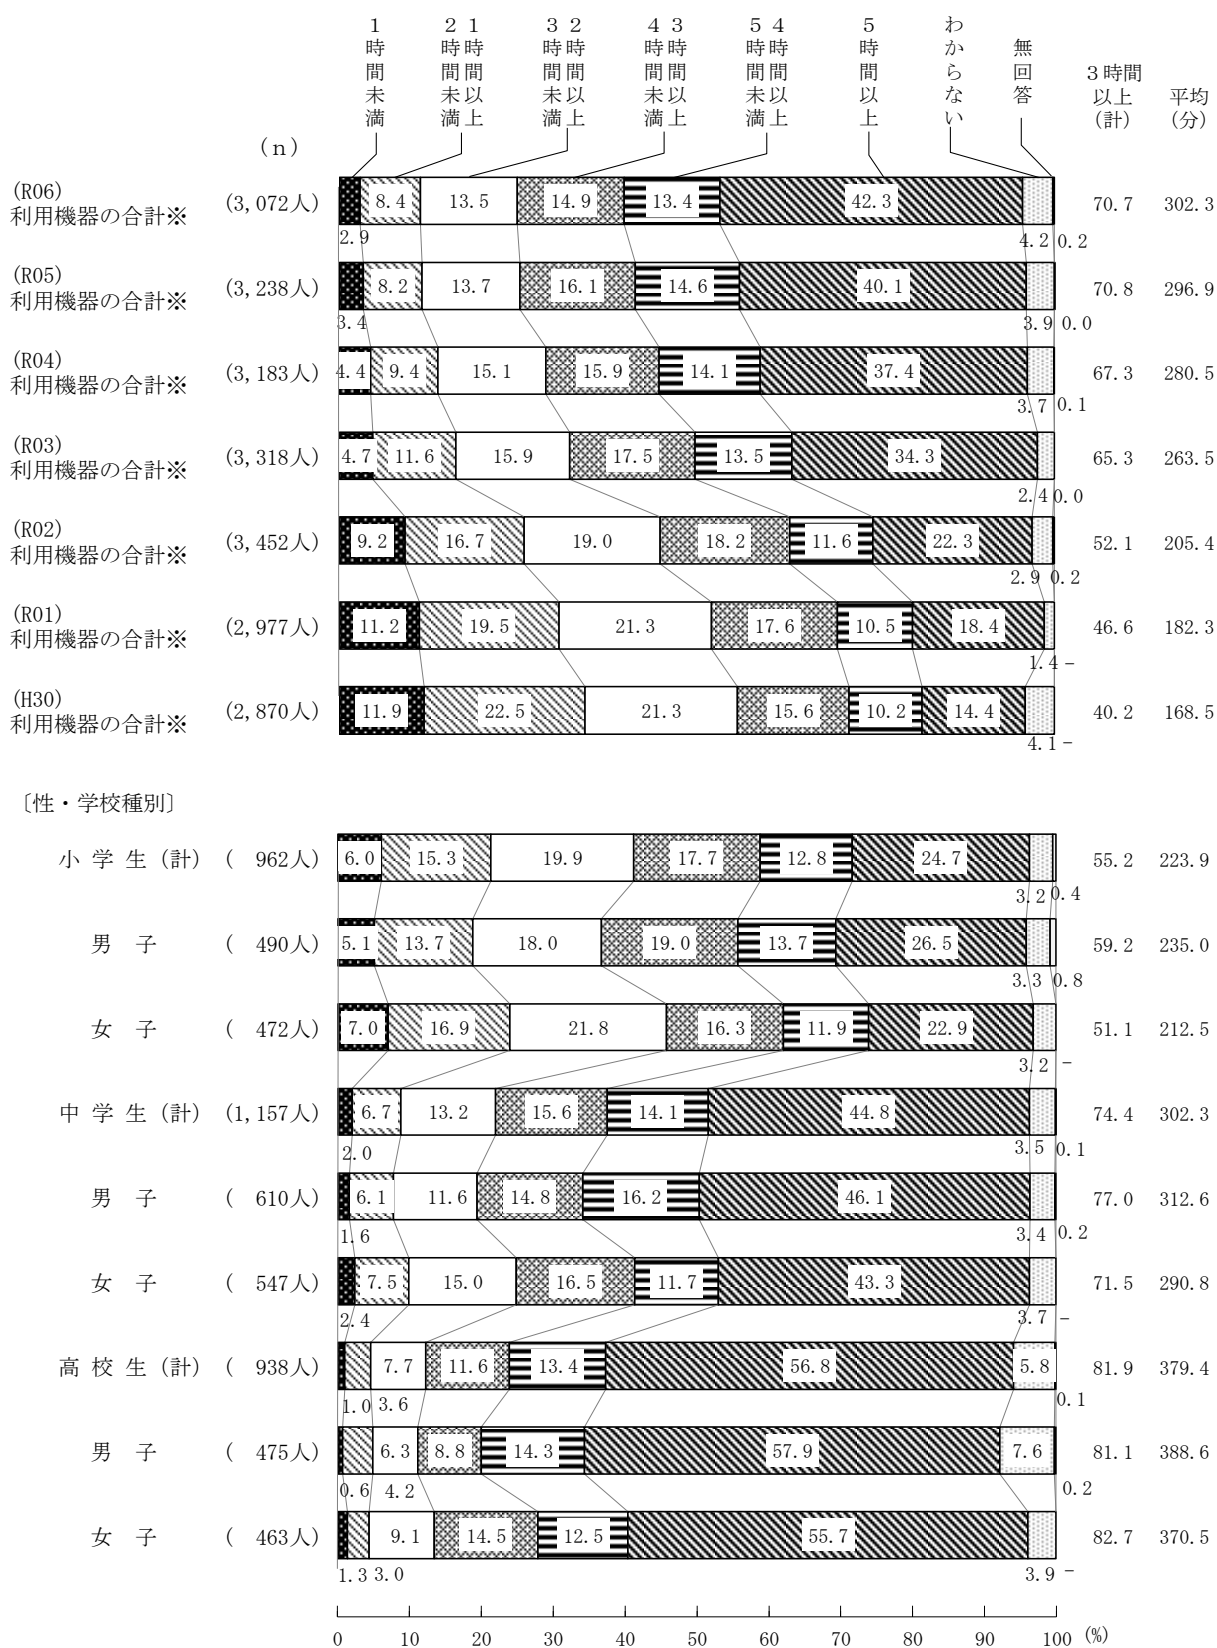 1時間未満
1時間以上
2時間未満
2時間以上
3時間未満
3時間以上
4時間未満
4時間以上
5時間未満
5時間以上
わからない
無回答
3時間
以上
(計)
平均
(分)
(n)
(R06)
利用機器の合計※ (3,072人) 8.4 13.5 14.9 13.4 42.3 70.7 302.3
2.9 4.2 0.2
(R05)
利用機器の合計※ (3,238人) 8.2 13.7 16.1 14.6 40.1 70.8 296.9
3.4 3.9 0.0
(R04)
利用機器の合計※ (3,183人) 4.4 9.4 15.1 15.9 14.1 37.4 67.3 280.5
3.7 0.1
(R03)
利用機器の合計※ (3,318人) 4.7 11.6 15.9 17.5 13.5 34.3 65.3 263.5
2.4 0.0
(R02)
利用機器の合計※ (3,452人) 9.2 16.7 19.0 18.2 11.6 22.3 52.1 205.4
2.9 0.2
(R01)
利用機器の合計※ (2,977人) 11.2 19.5 21.3 17.6 10.5 18.4 46.6 182.3
1.4 -
(H30)
利用機器の合計※ (2,870人) 11.9 22.5 21.3 15.6 10.2 14.4 40.2 168.5
4.1 -
〔性・学校種別〕
小 学 生 (計) ( 962人) 6.0 15.3 19.9 17.7 12.8 24.7 55.2 223.9
3.2 0.4
男 子 ( 490人) 5.1 13.7 18.0 19.0 13.7 26.5 59.2 235.0
3.3 0.8
女 子 ( 472人) 7.0 16.9 21.8 16.3 11.9 22.9 51.1 212.5
3.2 -
中 学 生 (計) (1,157人) 6.7 13.2 15.6 14.1 44.8 74.4 302.3
2.0 3.5 0.1
男 子 ( 610人) 6.1 11.6 14.8 16.2 46.1 77.0 312.6
1.6 3.4 0.2
女 子 ( 547人) 7.5 15.0 16.5 11.7 43.3 71.5 290.8
2.4 3.7 -
高 校 生 (計) ( 938人) 7.7 11.6 13.4 56.8 5.8 81.9 379.4
1.0 3.6 0.1
男 子 ( 475人) 6.3 8.8 14.3 57.9 7.6 81.1 388.6
0.6 4.2 0.2
女 子 ( 463人) 9.1 14.5 12.5 55.7 82.7 370.5
1.3 3.0 3.9 -
0 10 20 30 40 50 60 70 80 90 100 (%)